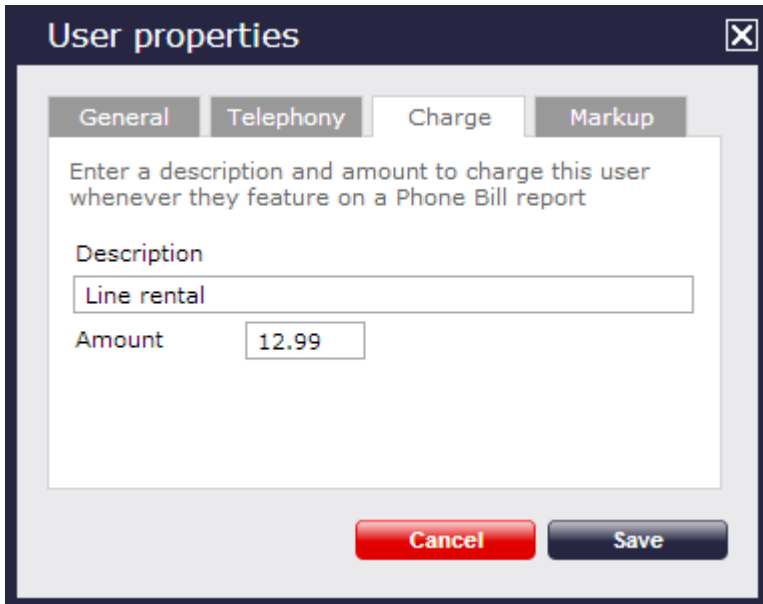 User properties
General Telephony Charge Markup
Enter a description and amount to charge this user
whenever they feature on a Phone Bill report
Description
Line rental
Amount 12.99
Cancel Save